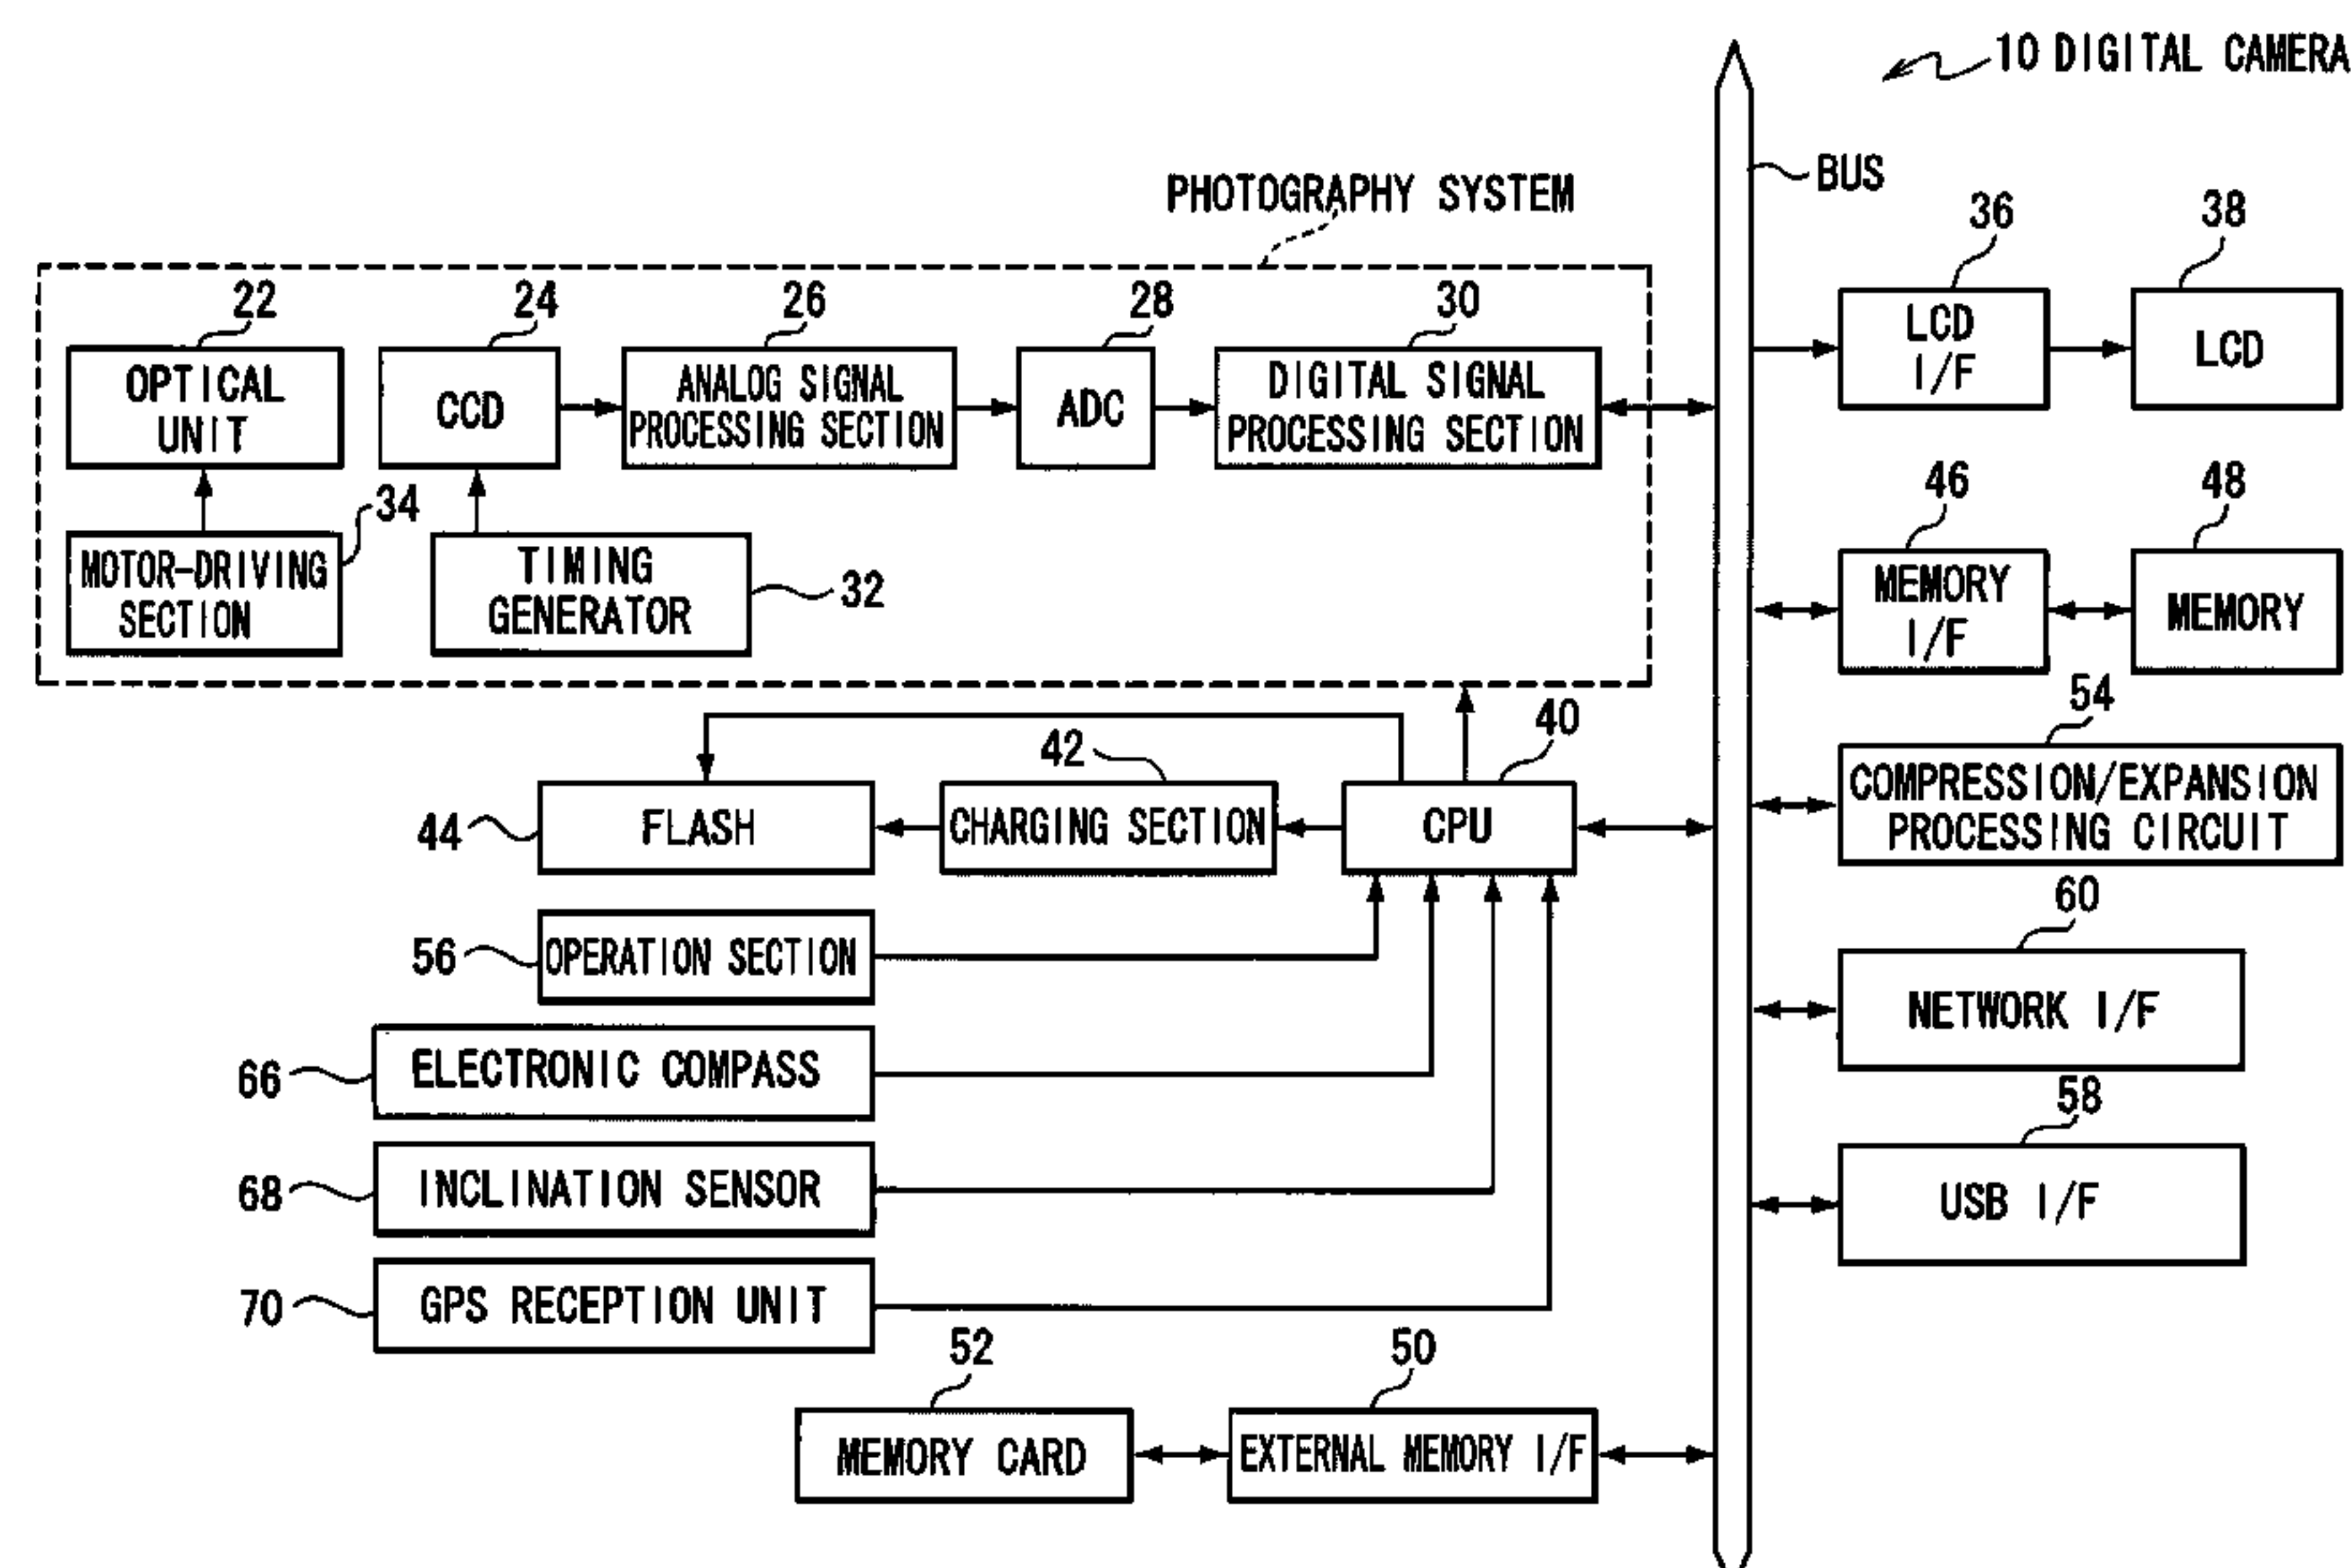 10 DIGITAL CAMERA
BUS
PHOTOGRAPHY SYSTEM
36
38
22
24
26
28
30
LCD
I/F
LCD
OPTICAL
UNIT
CCD
ANALOG SIGNAL
PROCESSING SECTION
ADC
DIGITAL SIGNAL
PROCESSING SECTION
34
46
48
MOTOR-DRIVING
SECTION
TIMING
GENERATOR
32
MEMORY
I/F
MEMORY
54
42
40
44
FLASH
CHARGING SECTION
CPU
COMPRESSION/EXPANSION
PROCESSING CIRCUIT
60
56
OPERATION SECTION
NETWORK I/F
66
ELECTRONIC COMPASS
58
68
INCLINATION SENSOR
USB I/F
70
GPS RECEPTION UNIT
52
50
MEMORY CARD
EXTERNAL MEMORY I/F